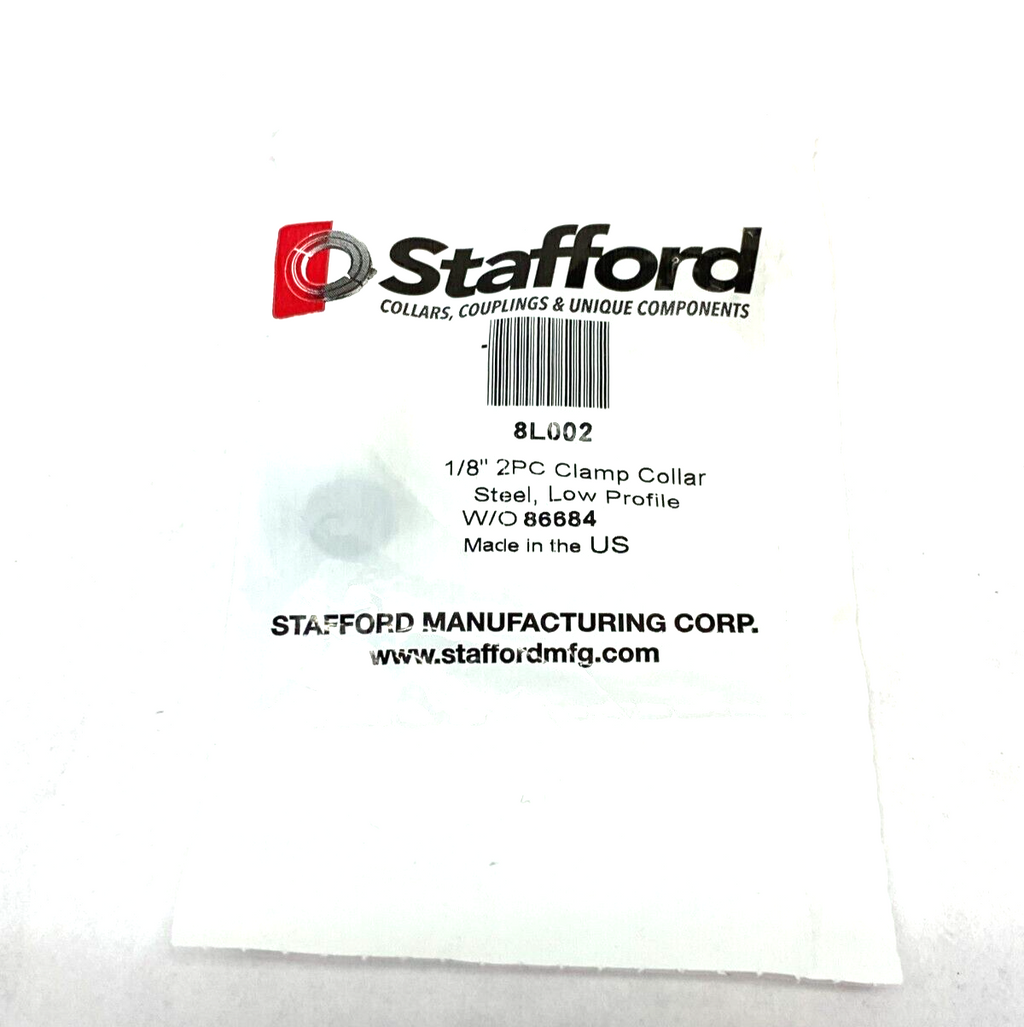 Stafford
COLLARS, COUPLINGS & UNIQUE COMPONENTS
8L002
1/8" 2PC Clamp Collar
Steel, Low Profile
W/O 86684
Made in the US
STAFFORD MANUFACTURING CORP.
www.staffordmfg.com